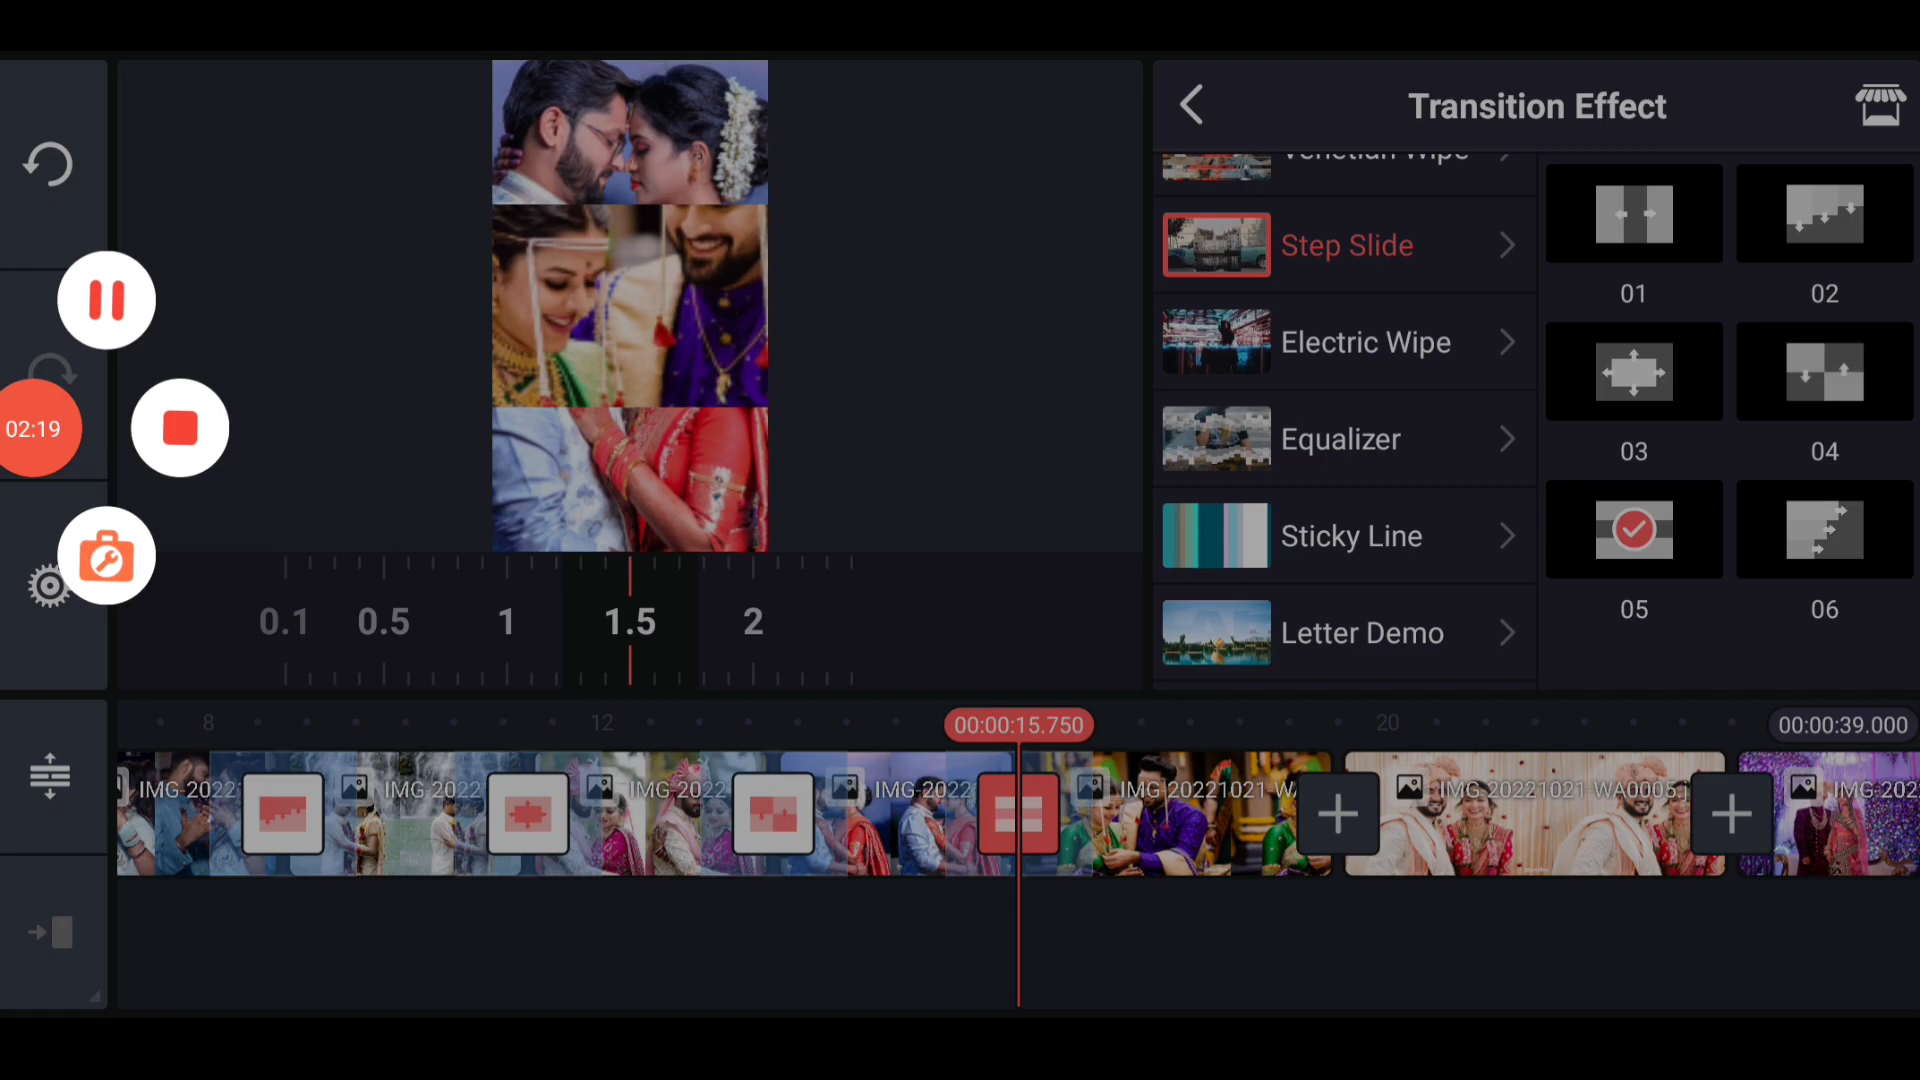 Transition Effect
Venetian Wipe
Step Slide
Electric Wipe
Equalizer
Sticky Line
Letter Demo
01
02
03
04
05
06
02:19
0.1
0.5
1
1.5
2
8
12
00:00:15.750
20
00:00:39.000
IMG-2022
IMG-2022
IMG-2022
IMG-2022
IMG 20221021-W
IMG 20221021-WA0005.j
IMG-202